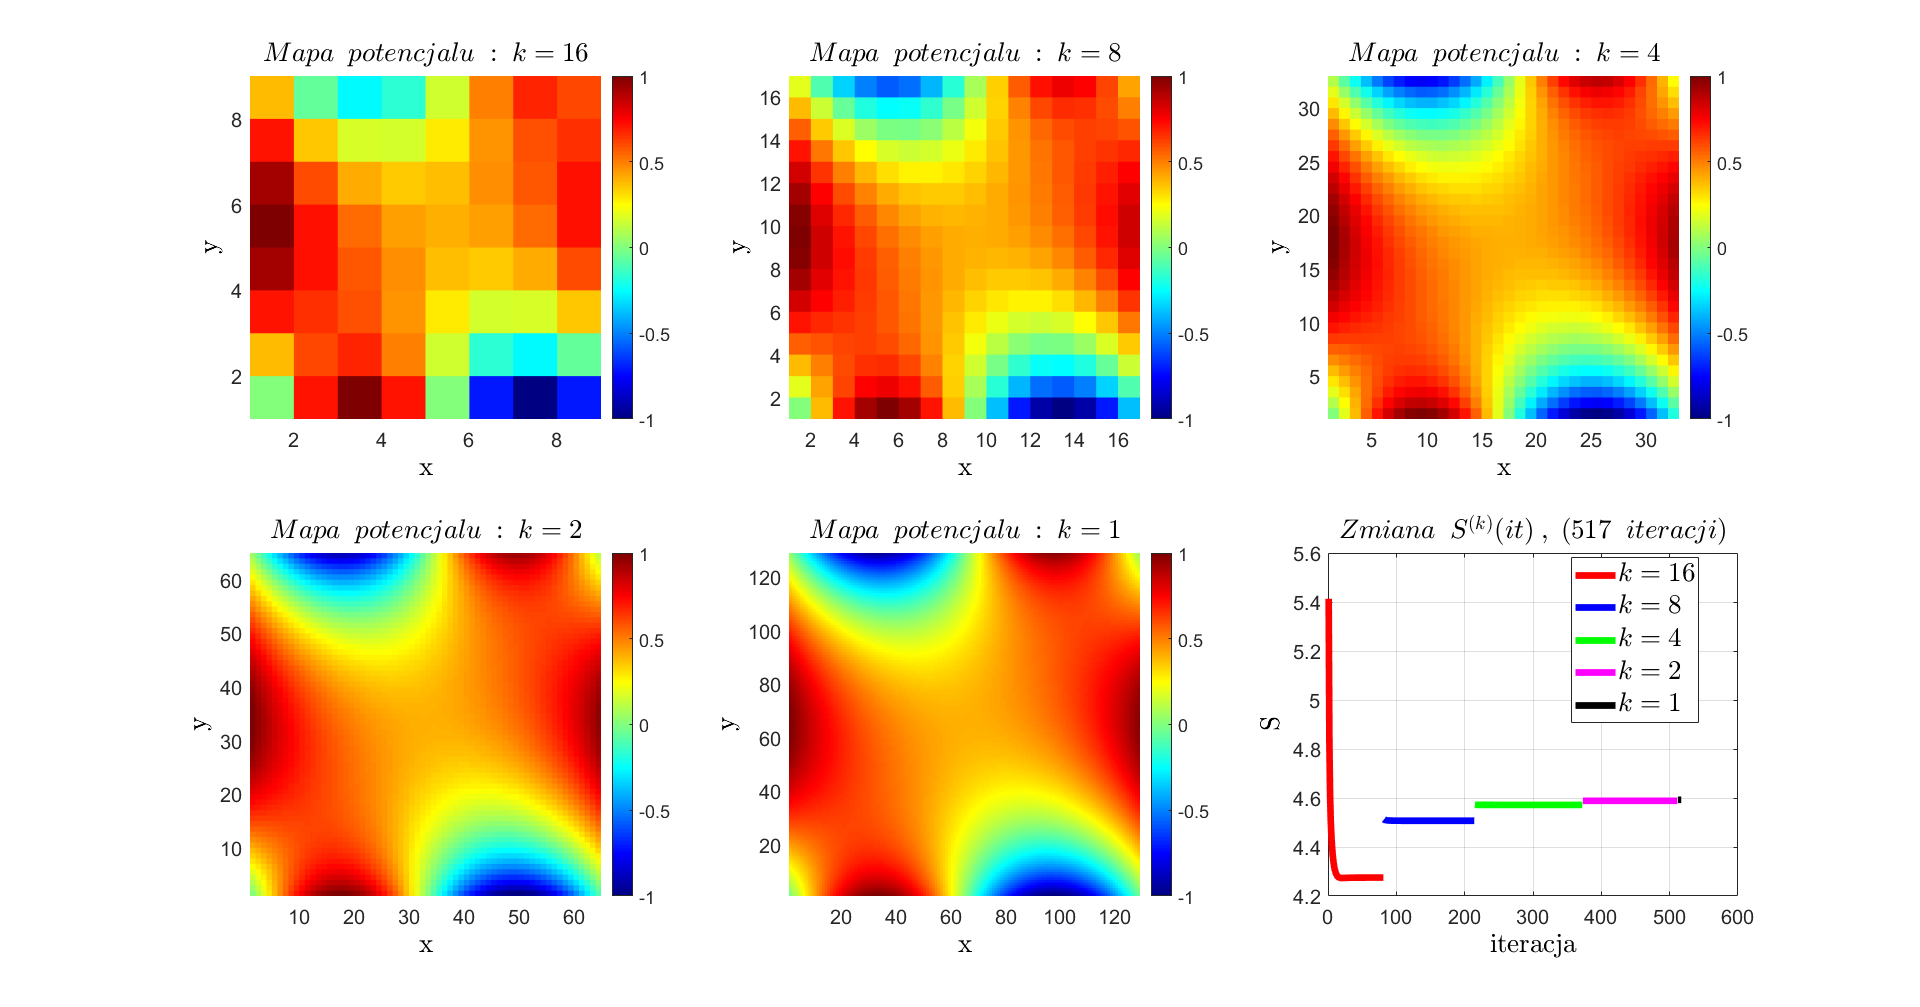 Mapa potencjalu : k = 16
1
0.5
0
-0.5
-1
8
6
4
2
y
2 4 6 8
x
Mapa potencjalu : k = 8
1
0.5
0
-0.5
-1
16
14
12
10
8
6
4
2
y
2 4 6 8 10 12 14 16
x
Mapa potencjalu : k = 4
1
0.5
0
-0.5
-1
30
25
20
15
10
5
y
5 10 15 20 25 30
x
Mapa potencjalu : k = 2
1
0.5
0
-0.5
-1
60
50
40
30
20
10
y
10 20 30 40 50 60
x
Mapa potencjalu : k = 1
1
0.5
0
-0.5
-1
120
100
80
60
40
20
y
20 40 60 80 100 120
x
Zmiana S^(k)(it) , (517 iteracji)
5.6
5.4
5.2
5
4.8
4.6
4.4
4.2
S
k = 16
k = 8
k = 4
k = 2
k = 1
0 100 200 300 400 500 600
iteracja